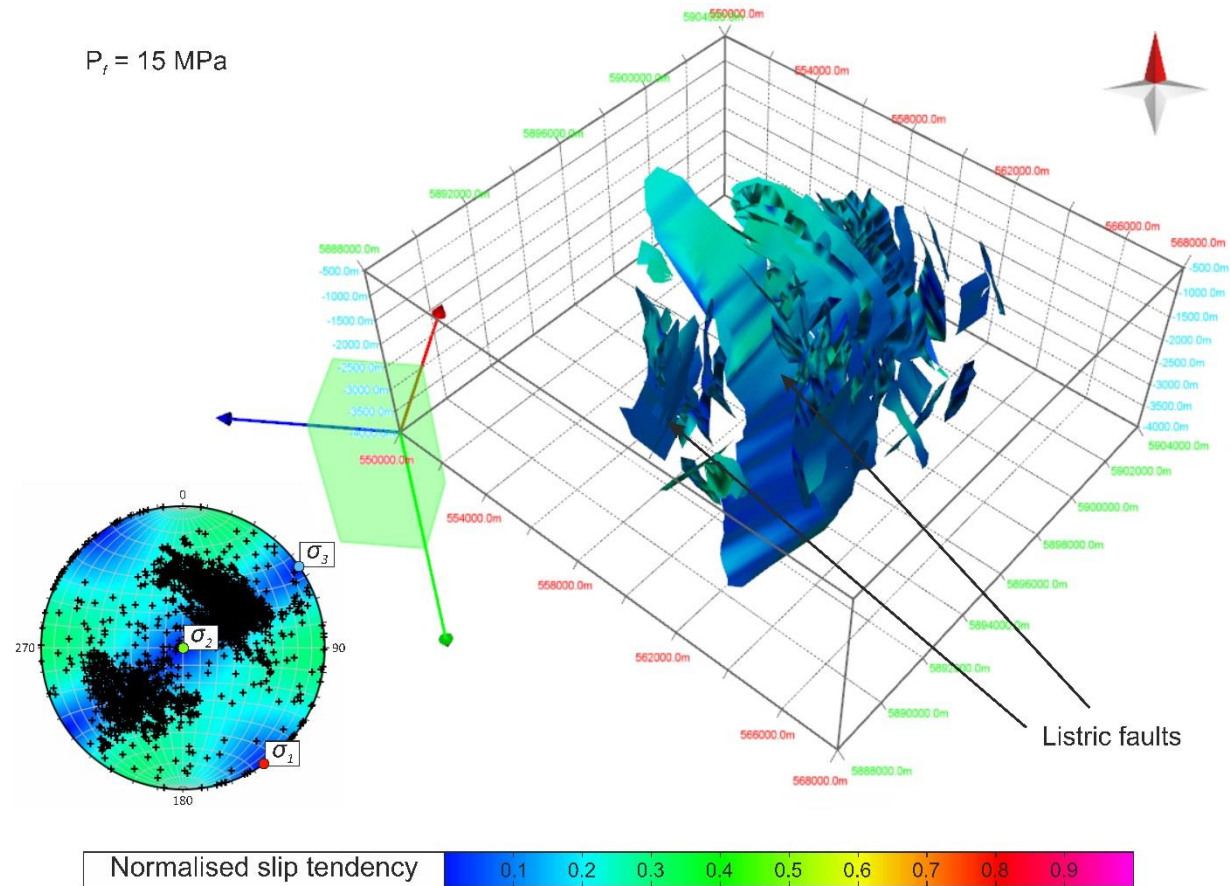 P_f = 15 MPa
550000.0m
5904000.0m
554000.0m
5900000.0m
558000.0m
5896000.0m
562000.0m
5892000.0m
566000.0m
5888000.0m
568000.0m
-500.0m
-1000.0m
-1500.0m
-2000.0m
-2500.0m
-3000.0m
-3500.0m
-4000.0m
-500.0m
-1000.0m
-1500.0m
-2000.0m
-2500.0m
-3000.0m
-3500.0m
-4000.0m
5904000.0m
5902000.0m
5900000.0m
5898000.0m
5896000.0m
5894000.0m
5892000.0m
5890000.0m
5888000.0m
550000.0m
554000.0m
558000.0m
562000.0m
566000.0m
568000.0m
Listric faults
0
σ3
270
σ2
90
σ1
180
Normalised slip tendency 0.1 0.2 0.3 0.4 0.5 0.6 0.7 0.8 0.9